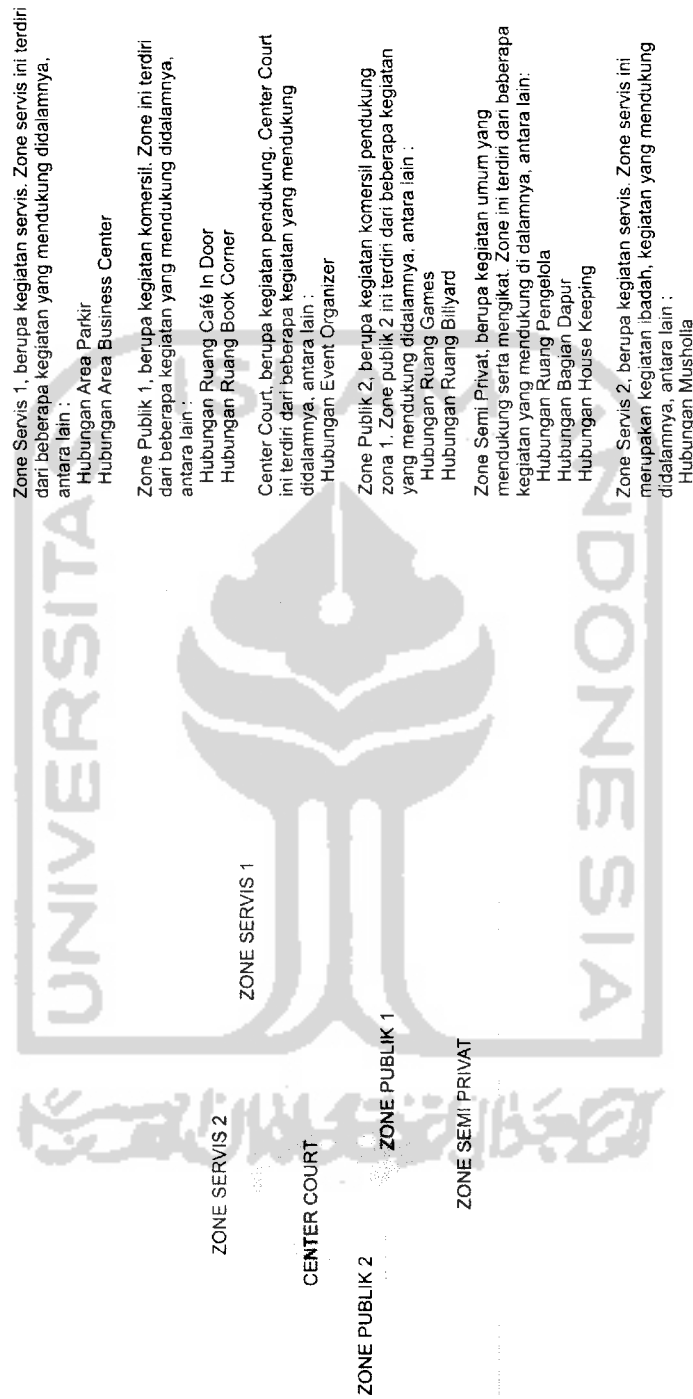 Zone Servis 1, berupa kegiatan servis. Zone servis ini terdiri
dari beberapa kegiatan yang mendukung didalamnya,
antara lain :
Hubungan Area Parkir
Hubungan Area Business Center
Zone Publik 1, berupa kegiatan komersil. Zone ini terdiri
dari beberapa kegiatan yang mendukung didalamnya,
antara lain :
Hubungan Ruang Café In Door
Hubungan Ruang Book Corner
Center Court, berupa kegiatan pendukung. Center Court
ini terdiri dari beberapa kegiatan yang mendukung
didalamnya, antara lain :
Hubungan Event Organizer
Zone Publik 2, berupa kegiatan komersil pendukung
zona 1. Zone publik 2 ini terdiri dari beberapa kegiatan
yang mendukung didalamnya, antara lain :
Hubungan Ruang Games
Hubungan Ruang Billyard
Zone Semi Privat, berupa kegiatan umum yang
mendukung serta mengikat. Zone ini terdiri dari beberapa
kegiatan yang mendukung di dalamnya, antara lain:
Hubungan Ruang Pengelola
Hubungan Bagian Dapur
Hubungan House Keeping
Zone Servis 2, berupa kegiatan servis. Zone servis ini
merupakan kegiatan ibadah, kegiatan yang mendukung
didalamnya, antara lain :
Hubungan Musholla
ZONE SERVIS 2
ZONE SERVIS 1
CENTER COURT
ZONE PUBLIK 2
ZONE PUBLIK 1
ZONE SEMI PRIVAT
UNIVERSITA
ISLAM
INDONESIA